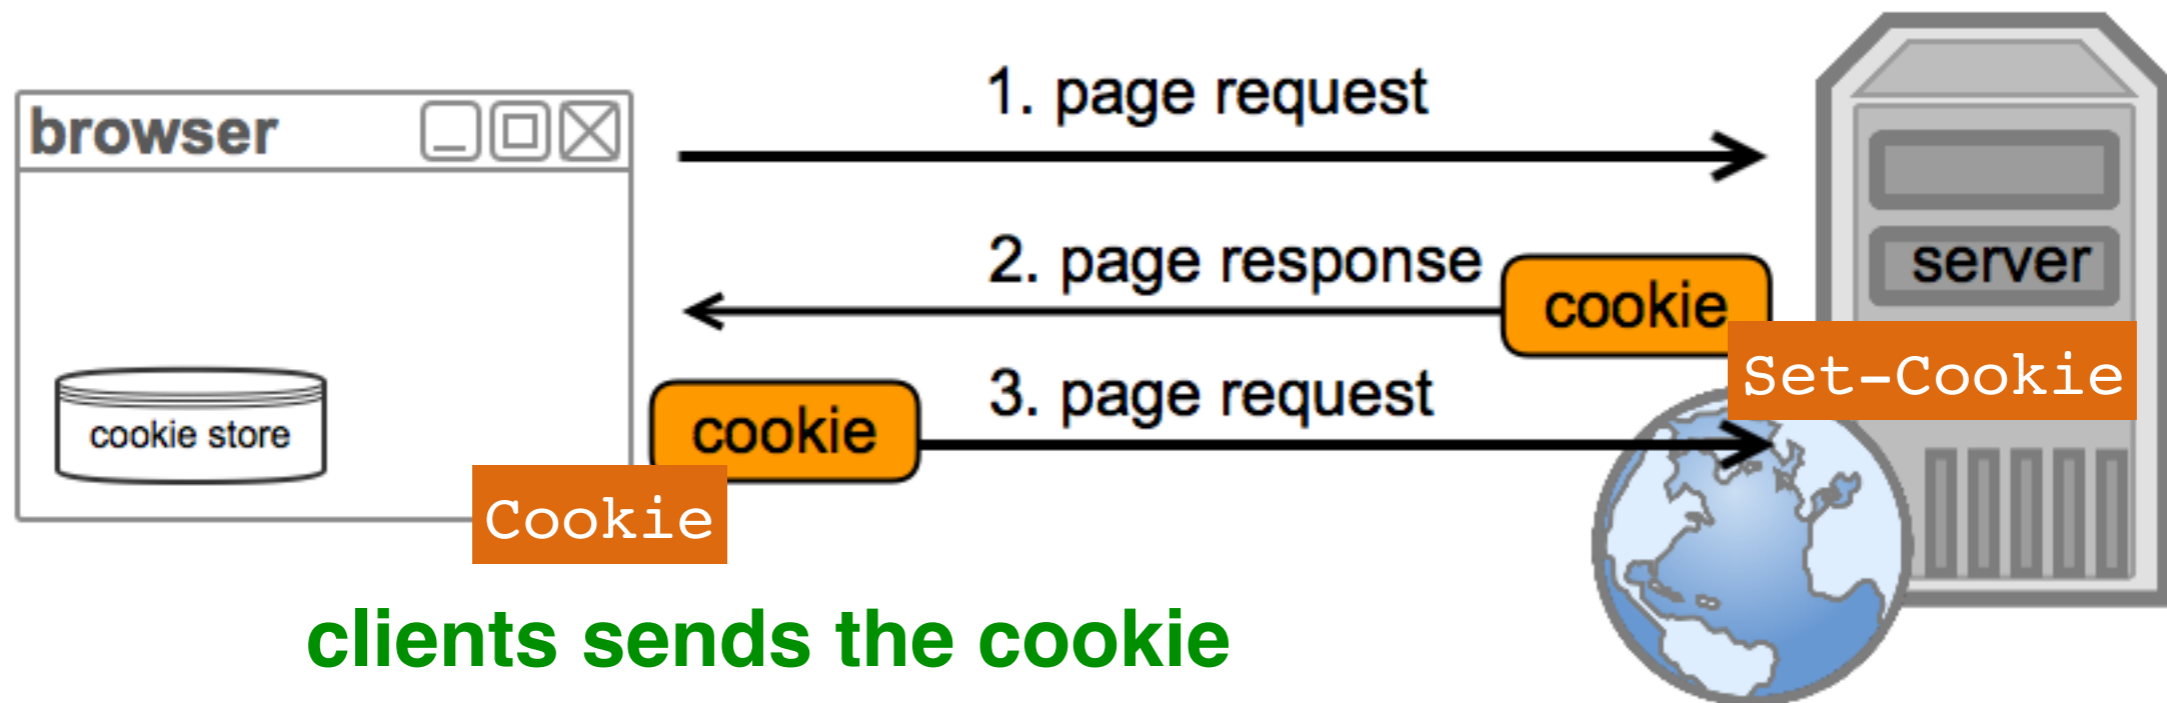 browser
1. page request
2. page response
server
cookie
Set-Cookie
3. page request
cookie store
cookie
Cookie
clients sends the cookie